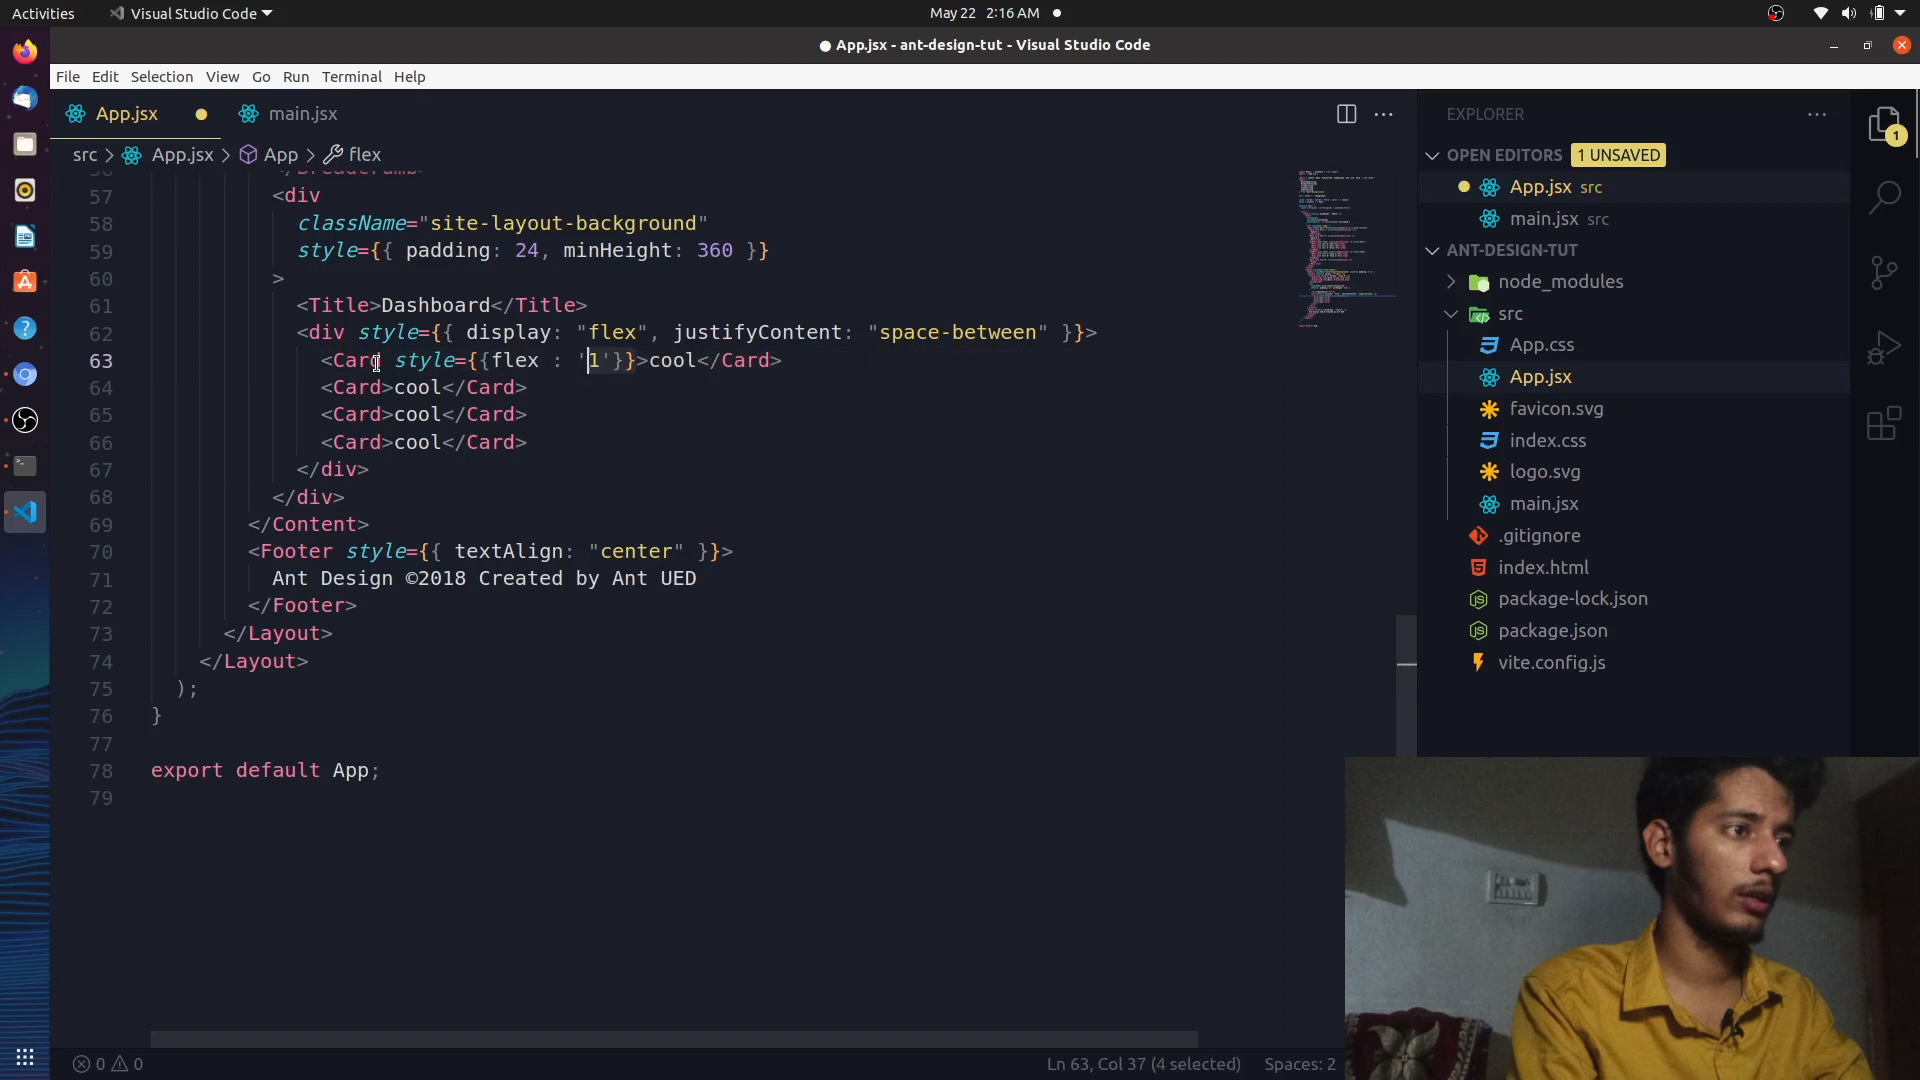 Activities Visual Studio Code May 22 2:16 AM
App.jsx - ant-design-tut - Visual Studio Code
File Edit Selection View Go Run Terminal Help
App.jsx main.jsx
src > App.jsx > App > flex
57 <div
58 className="site-layout-background"
59 style={{ padding: 24, minHeight: 360 }}
60 >
61 <Title>Dashboard</Title>
62 <div style={{ display: "flex", justifyContent: "space-between" }}>
63 <Card style={{flex : '1'}}>cool</Card>
64 <Card>cool</Card>
65 <Card>cool</Card>
66 <Card>cool</Card>
67 </div>
68 </div>
69 </Content>
70 <Footer style={{ textAlign: "center" }}>
71 Ant Design ©2018 Created by Ant UED
72 </Footer>
73 </Layout>
74 </Layout>
75 );
76 }
77
78 export default App;
79
EXPLORER
OPEN EDITORS 1 UNSAVED
App.jsx src
main.jsx src
ANT-DESIGN-TUT
node_modules
src
App.css
App.jsx
favicon.svg
index.css
logo.svg
main.jsx
.gitignore
index.html
package-lock.json
package.json
vite.config.js
1
0 0 Ln 63, Col 37 (4 selected) Spaces: 2